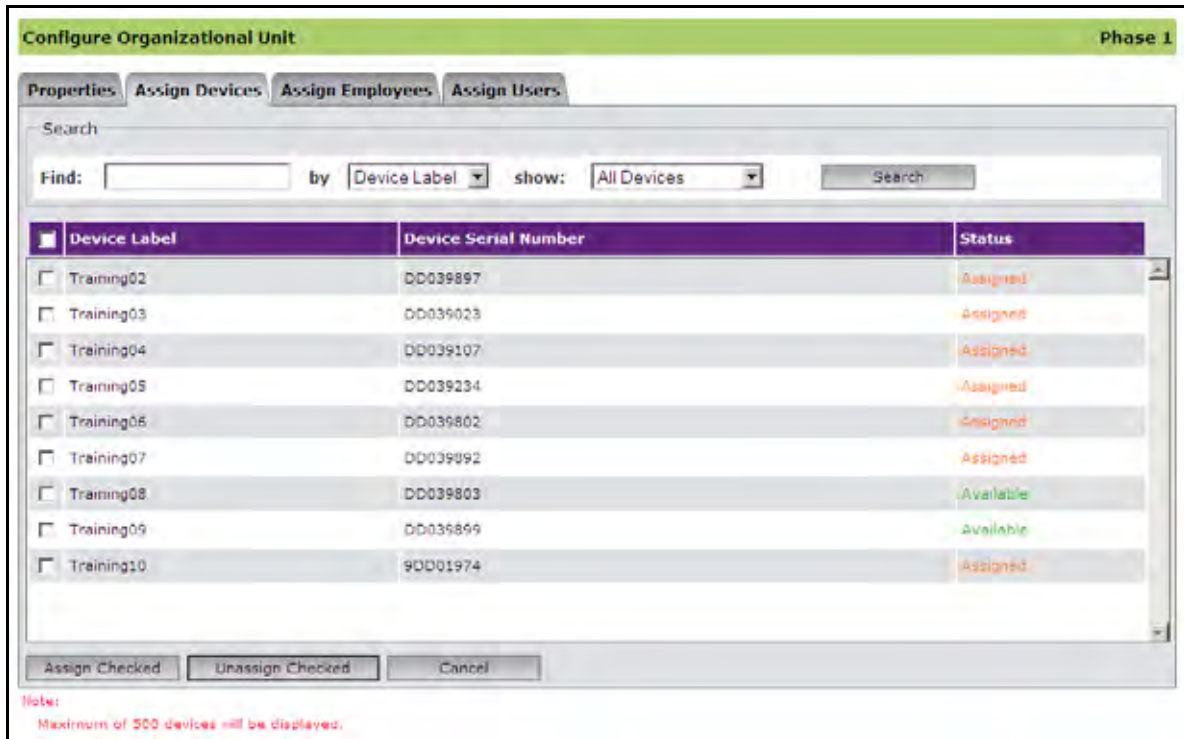 Configure Organizational Unit Phase 1
Properties Assign Devices Assign Employees Assign Users
Search
Find: by Device Label show: All Devices Search
Device Label Device Serial Number Status
Training02 DD039897 Assigned
Training03 DD039023 Assigned
Training04 DD039107 Assigned
Training05 DD039234 Assigned
Training06 DD039802 Assigned
Training07 DD039892 Assigned
Training08 DD039803 Available
Training09 DD039899 Available
Training10 9DD01974 Assigned
Assign Checked Unassign Checked Cancel
Note:
Maximum of 500 devices will be displayed.